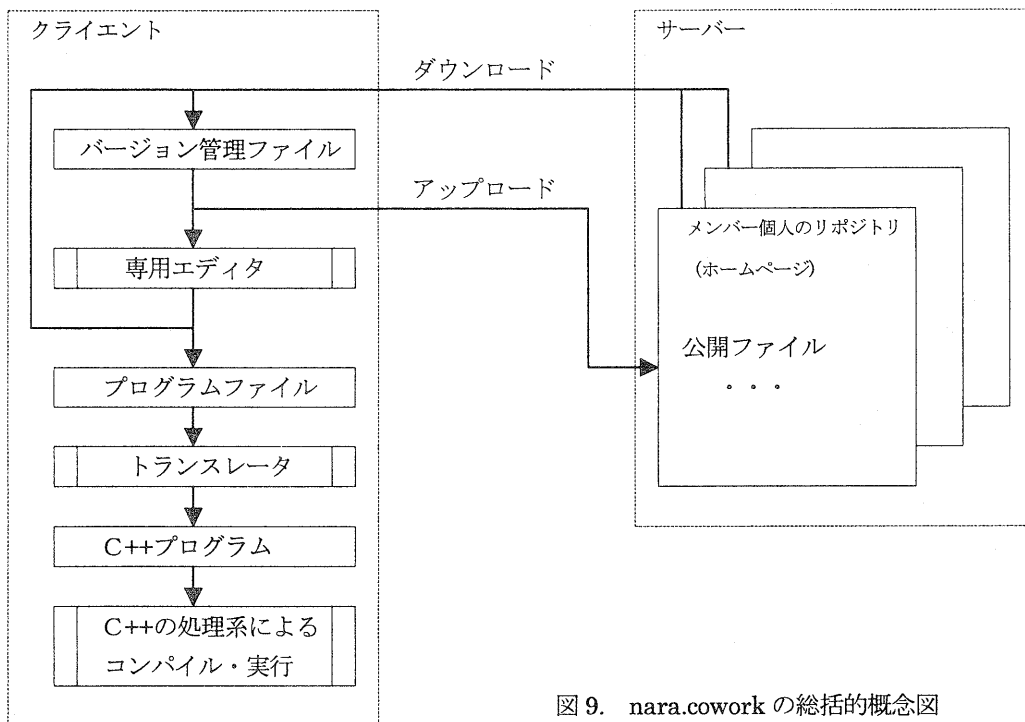 クライエント
サーバー
ダウンロード
バージョン管理ファイル
アップロード
メンバー個人のリポジトリ
(ホームページ)
専用エディタ
公開ファイル
・・・
プログラムファイル
トランスレータ
C++プログラム
C++の処理系による
コンパイル・実行
図 9. nara.cowork の総括的概念図